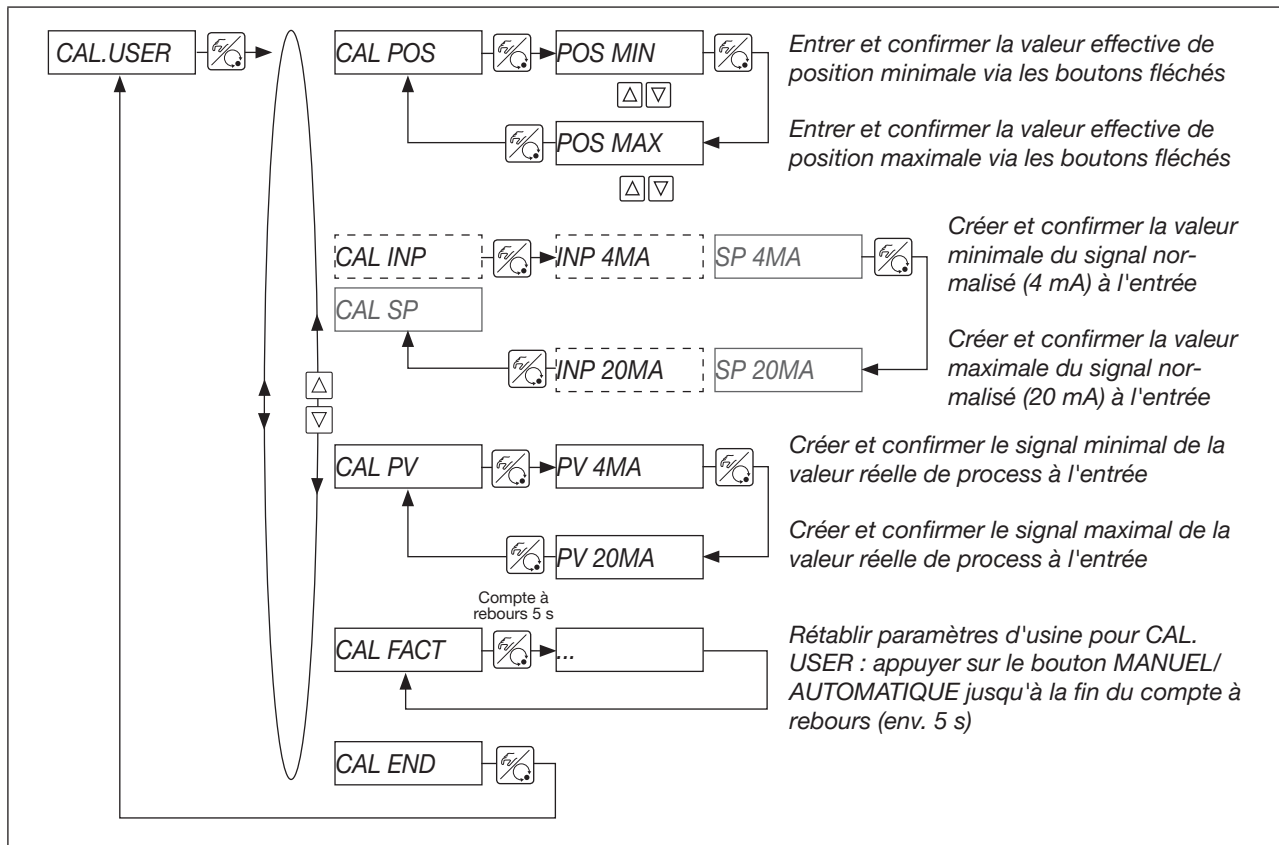 CAL.USER
CAL POS
POS MIN
Entrer et confirmer la valeur effective de
position minimale via les boutons fléchés
POS MAX
Entrer et confirmer la valeur effective de
position maximale via les boutons fléchés
CAL INP
INP 4MA
SP 4MA
Créer et confirmer la valeur
minimale du signal nor-
malisé (4 mA) à l'entrée
CAL SP
INP 20MA
SP 20MA
Créer et confirmer la valeur
maximale du signal nor-
malisé (20 mA) à l'entrée
CAL PV
PV 4MA
Créer et confirmer le signal minimal de la
valeur réelle de process à l'entrée
PV 20MA
Créer et confirmer le signal maximal de la
valeur réelle de process à l'entrée
Compte à
rebours 5 s
CAL FACT
...
Rétablir paramètres d'usine pour CAL.
USER : appuyer sur le bouton MANUEL/
AUTOMATIQUE jusqu'à la fin du compte à
rebours (env. 5 s)
CAL END